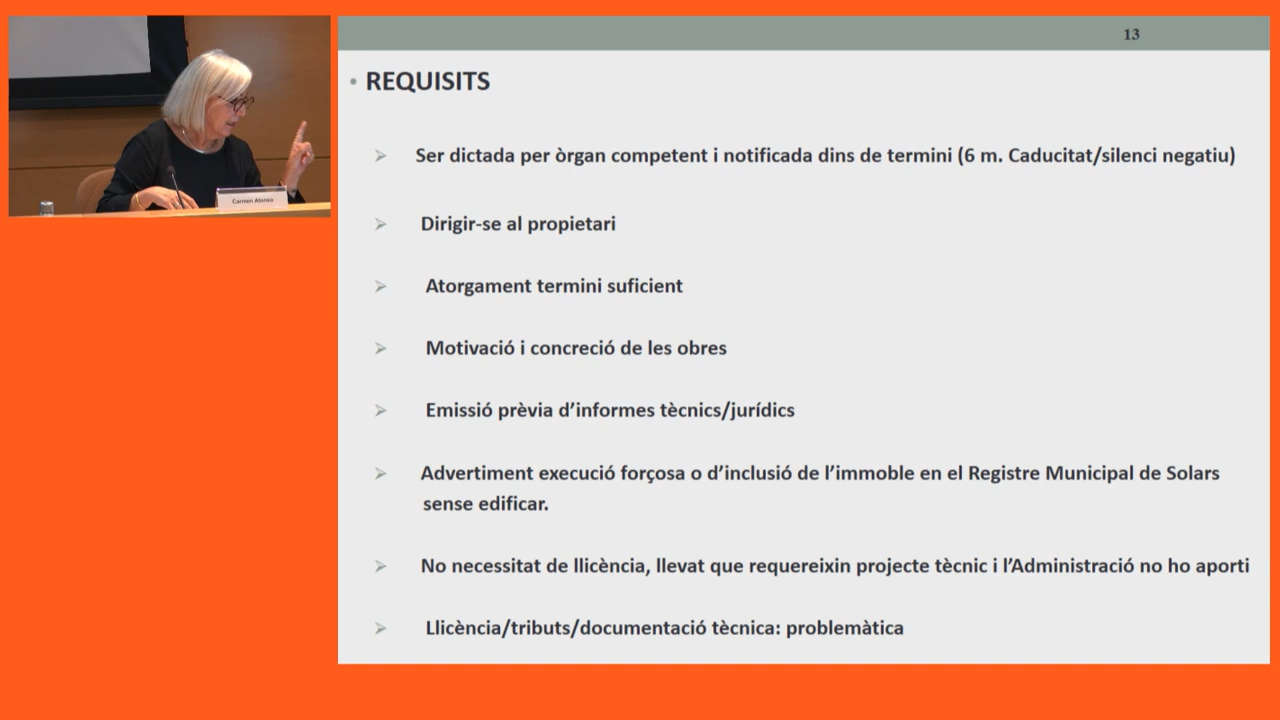 Carmen Alonso
13
• REQUISITS
Ser dictada per òrgan competent i notificada dins de termini (6 m. Caducitat/silenci negatiu)
Dirigir-se al propietari
Atorgament termini suficient
Motivació i concreció de les obres
Emissió prèvia d’informes tècnics/jurídics
Advertiment execució forçosa o d’inclusió de l’immoble en el Registre Municipal de Solars
sense edificar.
No necessitat de llicència, llevat que requereixin projecte tècnic i l’Administració no ho aporti
Llicència/tributs/documentació tècnica: problemàtica